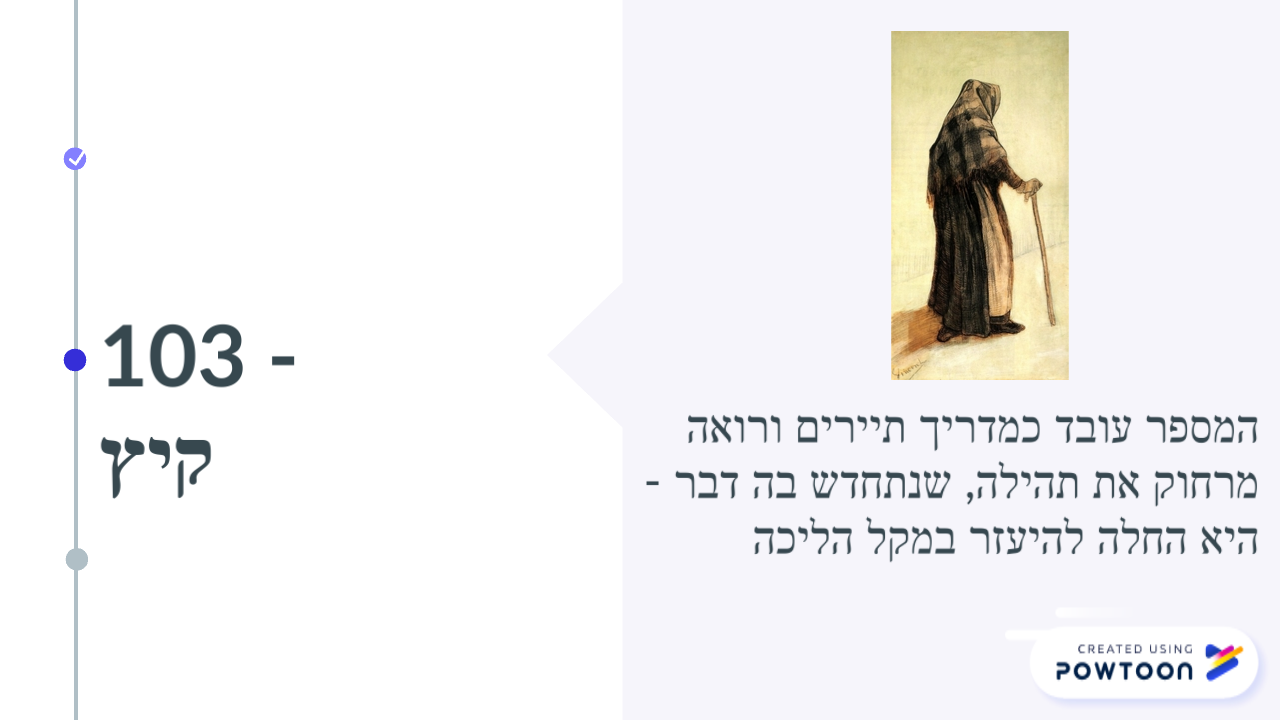 103 -
קיץ
המספר עובד כמדריך תיירים ורואה
מרחוק את תהילה, שנתחדש בה דבר -
היא החלה להיעזר במקל הליכה
CREATED USING
POWTOON